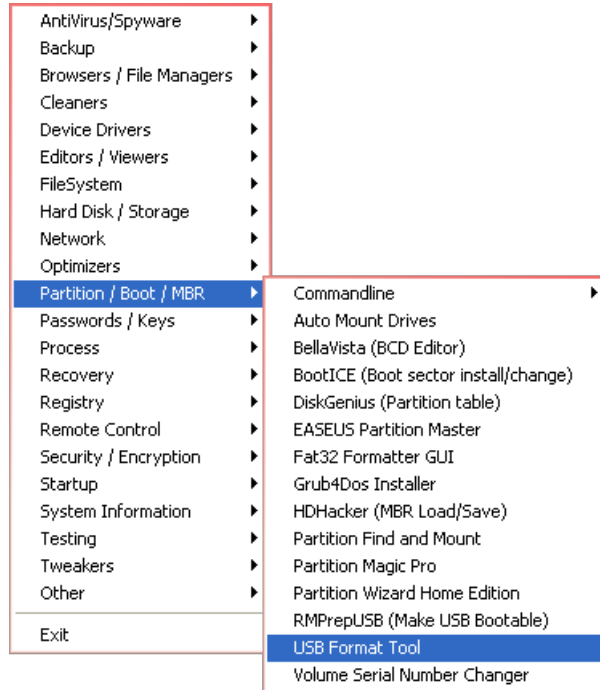 AntiVirus/Spyware
Backup
Browsers / File Managers
Cleaners
Device Drivers
Editors / Viewers
FileSystem
Hard Disk / Storage
Network
Optimizers
Partition / Boot / MBR
Passwords / Keys
Process
Recovery
Registry
Remote Control
Security / Encryption
Startup
System Information
Testing
Tweakers
Other
Exit
Commandline
Auto Mount Drives
BellaVista (BCD Editor)
BootICE (Boot sector install/change)
DiskGenius (Partition table)
EASEUS Partition Master
Fat32 Formatter GUI
Grub4Dos Installer
HDHacker (MBR Load/Save)
Partition Find and Mount
Partition Magic Pro
Partition Wizard Home Edition
RMPrepUSB (Make USB Bootable)
USB Format Tool
Volume Serial Number Changer